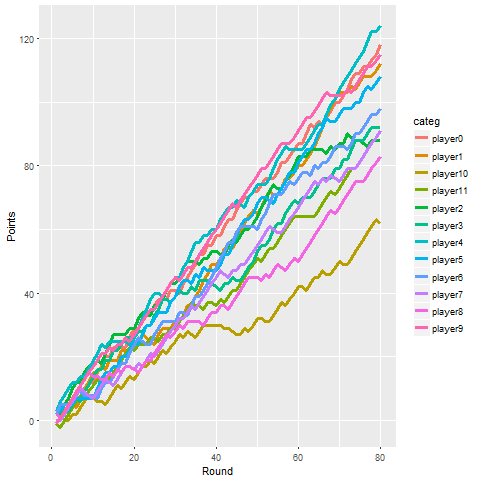 120
80
40
0
Points
0
20
40
60
80
Round
categ
player0
player1
player10
player11
player2
player3
player4
player5
player6
player7
player8
player9